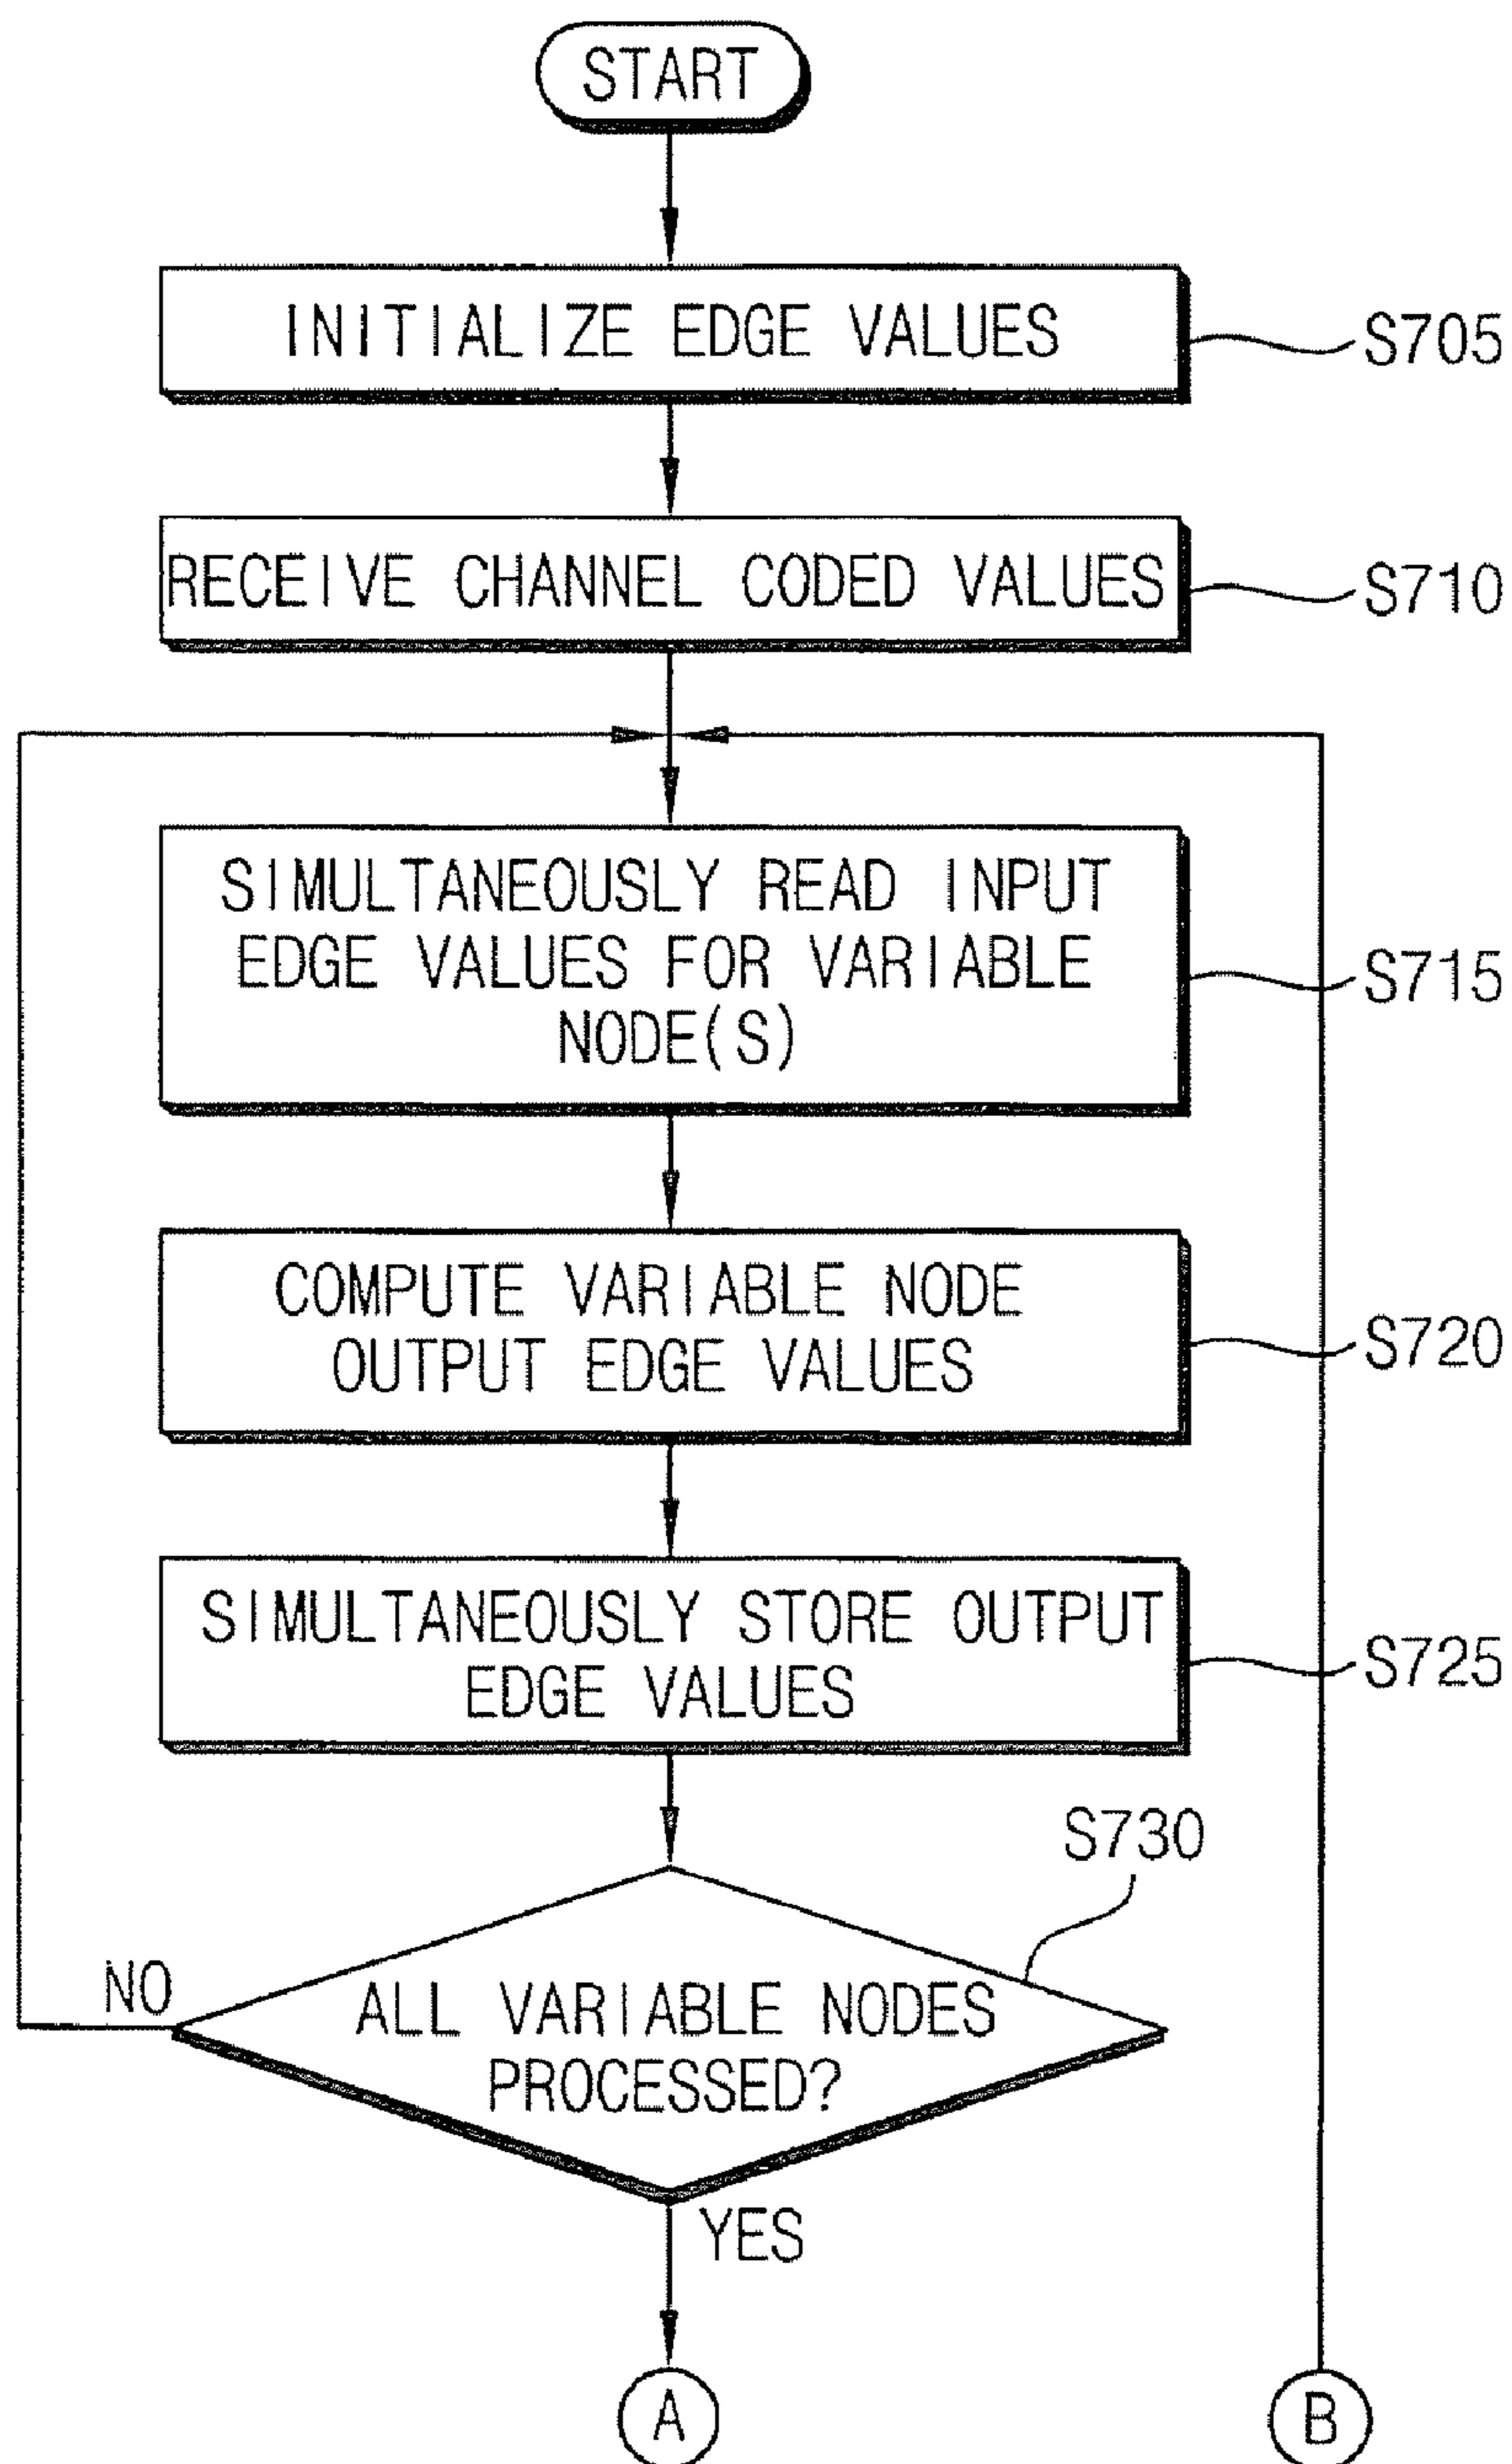 START
INITIALIZE EDGE VALUES
S705
RECEIVE CHANNEL CODED VALUES
S710
SIMULTANEOUSLY READ INPUT
EDGE VALUES FOR VARIABLE
NODE(S)
S715
COMPUTE VARIABLE NODE
OUTPUT EDGE VALUES
S720
SIMULTANEOUSLY STORE OUTPUT
EDGE VALUES
S725
S730
NO
ALL VARIABLE NODES
PROCESSED?
YES
A
B